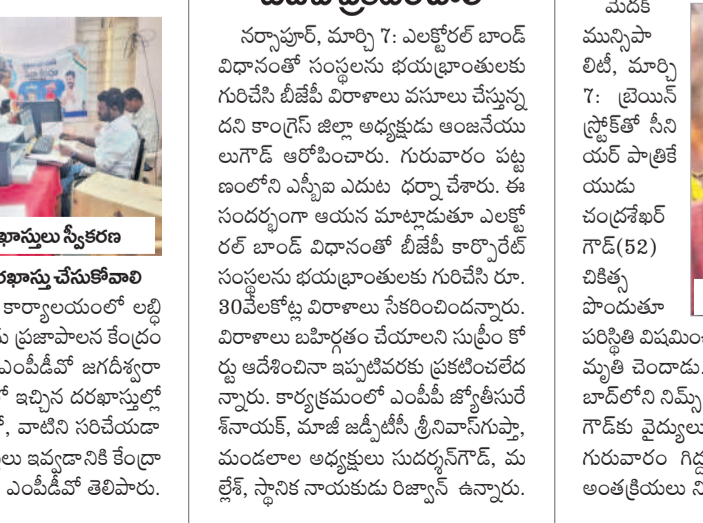 ఖాస్తులు స్వీకరణ
రఖాస్తు చేసుకోవాలి
కార్యాలయంలో లబ్ధి
ప్రజాపాలన కేంద్రం
ఎంపీడీవో జగదీశ్వరా
ఇచ్చిన దరఖాస్తుల్లో
వాటిని సరిచేయడా
ఇవ్వడానికి కేంద్రా
ఎంపీడీవో తెలిపారు.
నర్సాపూర్, మార్చి 7: ఎలక్టోరల్ బాండ్
విధానంతో సంస్థలను భయభ్రాంతులకు
గురిచేసి బీజేపీ విరాళాలు వసూలు చేస్తున్న
దని కాంగ్రెస్ జిల్లా అధ్యక్షుడు ఆంజనేయు
లుగౌడ్ ఆరోపించారు. గురువారం పట్ట
ణంలోని ఎస్బీఐ ఎదుట ధర్నా చేశారు. ఈ
సందర్భంగా ఆయన మాట్లాడుతూ ఎలక్టో
రల్ బాండ్ విధానంతో బీజేపీ కార్పొరేట్
సంస్థలను భయభ్రాంతులకు గురిచేసి రూ.
30వేలకోట్ల విరాళాలు సేకరించిందన్నారు.
విరాళాలు బహిర్గతం చేయాలని సుప్రీం కో
ర్టు ఆదేశించినా ఇప్పటివరకు ప్రకటించలేద
న్నారు. కార్యక్రమంలో ఎంపీపీ జ్యోతీసురే
శ్‌నాయక్, మాజీ జడ్పీటీసీ శ్రీనివాస్‌గుప్తా,
మండలాల అధ్యక్షులు సుదర్శన్‌గౌడ్, మ
ల్లేశ్, స్థానిక నాయకుడు రిజ్వాన్ ఉన్నారు.
మెదక్
మున్సిపా
లిటీ, మార్చి
7: బ్రెయిన్
స్ట్రోక్‌తో సీని
యర్ పాత్రికే
యుడు
చంద్రశేఖర్
గౌడ్(52)
చికిత్స
పొందుతూ
పరిస్థితి విషమించ
మృతి చెందాడు.
బాద్‌లోని నిమ్స్
గౌడ్‌కు వైద్యులు
గురువారం గిద్ద
అంతక్రియలు ని